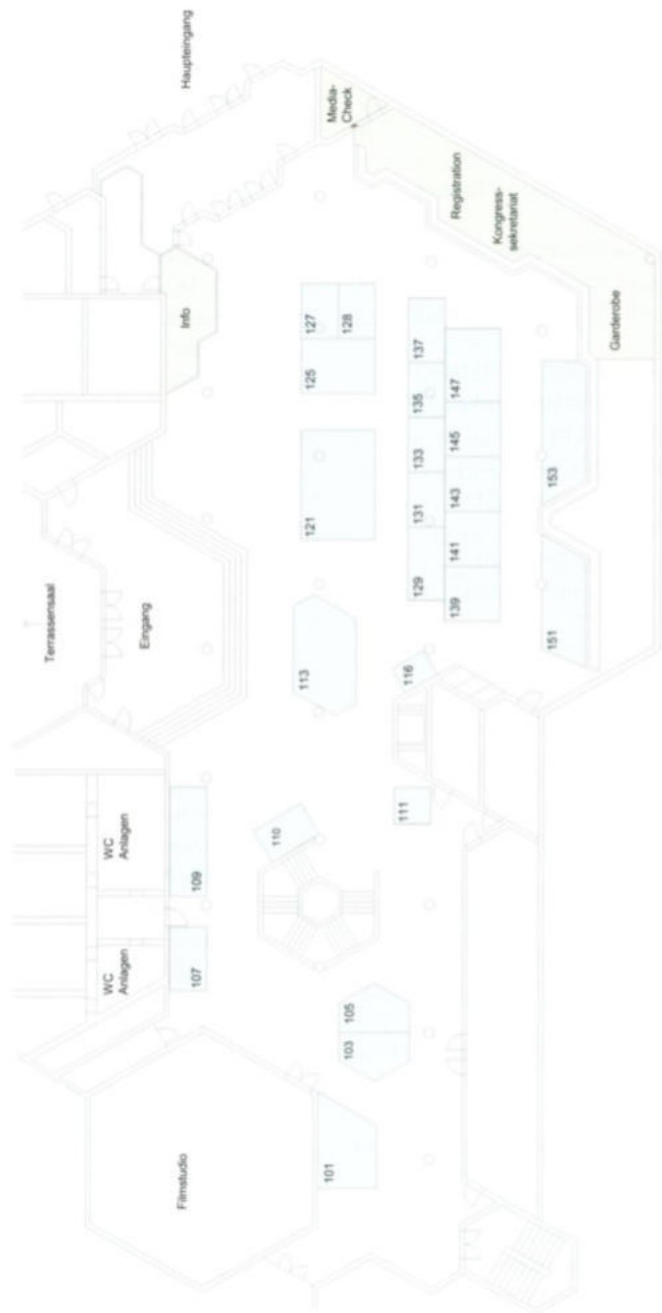 Terrassensaal
WC
Anlagen
WC
Anlagen
Eingang
Filmstudio
Info
Haupteingang
107
109
110
113
121
125
127
101
103
105
128
Media-
Check
111
116
129
131
133
135
137
139
141
143
145
147
Registration
Kongress-
sekretariat
151
153
Garderobe